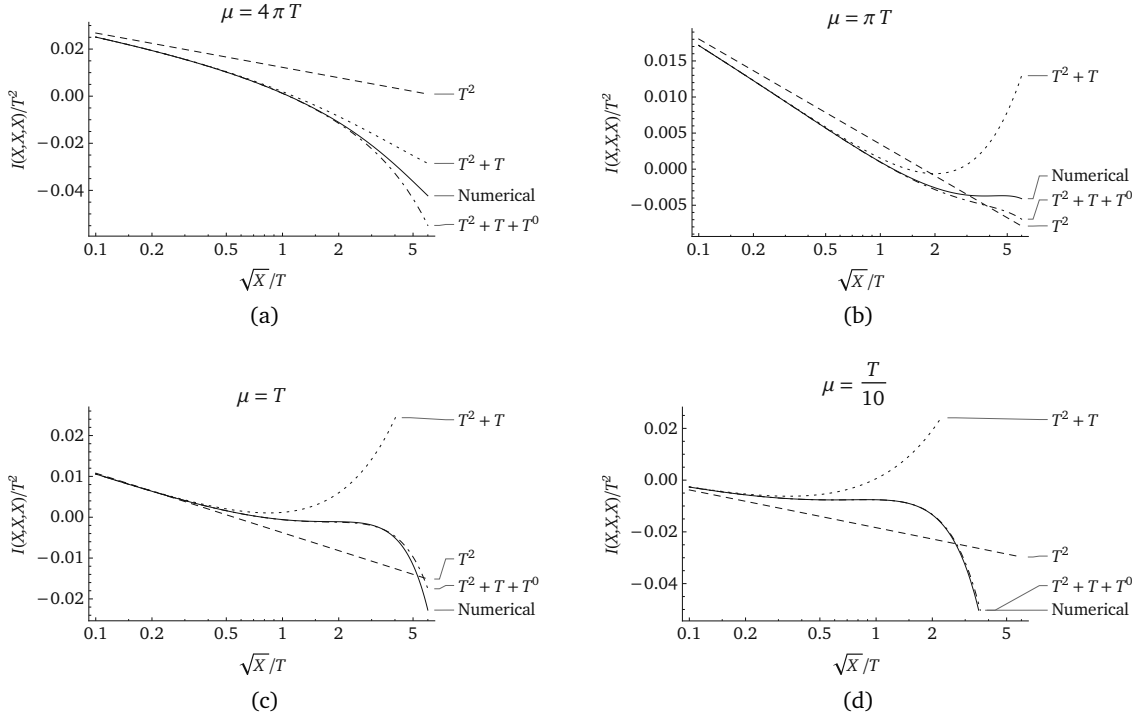 μ = 4 π T
I(X,X,X)/T²
0.02
0.00
−0.02
−0.04
T²
T² + T
Numerical
T² + T + T⁰
0.1 0.2 0.5 1 2 5
√X/T
(a)
μ = π T
I(X,X,X)/T²
0.015
0.010
0.005
0.000
−0.005
T² + T
Numerical
T² + T + T⁰
T²
0.1 0.2 0.5 1 2 5
√X/T
(b)
μ = T
I(X,X,X)/T²
0.02
0.01
0.00
−0.01
−0.02
T² + T
T²
T² + T + T⁰
Numerical
0.1 0.2 0.5 1 2 5
√X/T
(c)
μ = T/10
I(X,X,X)/T²
0.02
0.00
−0.02
−0.04
T² + T
T²
T² + T + T⁰
Numerical
0.1 0.2 0.5 1 2 5
√X/T
(d)